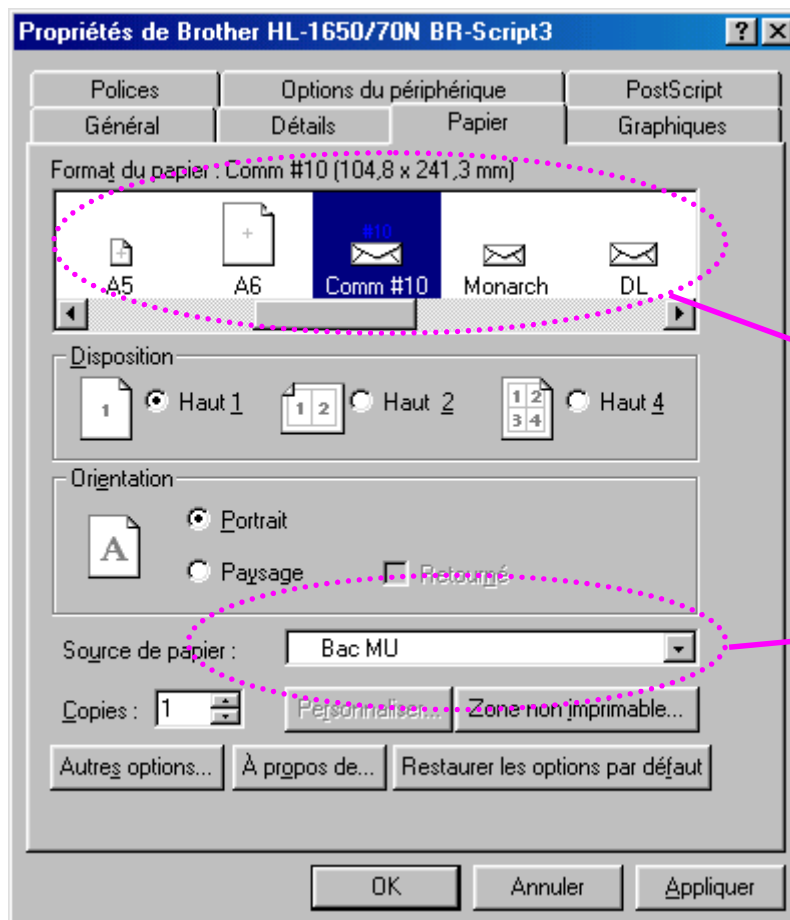 Propriétés de Brother HL-1650/70N BR-Script3
Polices Options du périphérique PostScript
Général Détails Papier Graphiques
Format du papier : Comm #10 (104,8 x 241,3 mm)
#10
A5 A6 Comm #10 Monarch DL
Disposition
1 Haut 1 1 2 Haut 2 1 2 3 4 Haut 4
Orientation
A
Portrait
Paysage Retourné
Source de papier : Bac MU
Copies : 1 Personnaliser... Zone non imprimable...
Autres options... À propos de... Restaurer les options par défaut
OK Annuler Appliquer